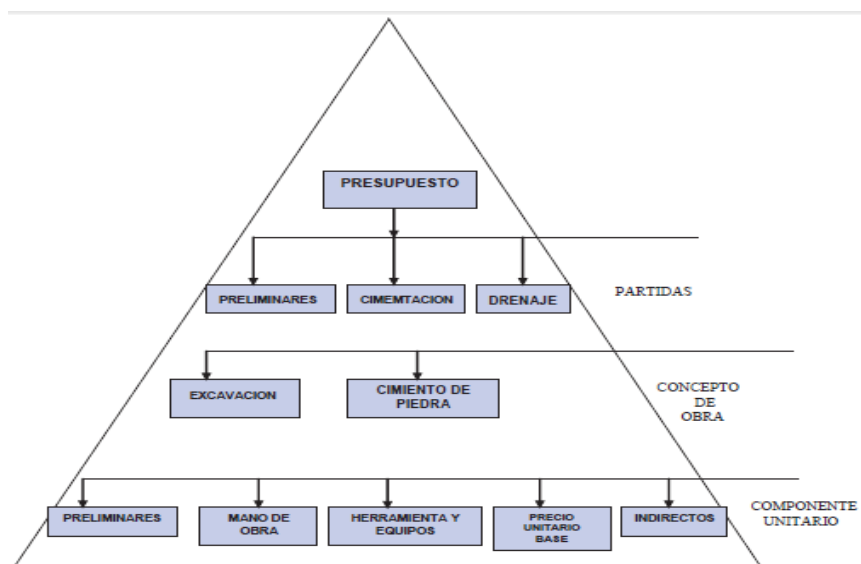 PRESUPUESTO
PRELIMINARES
CIMEMTACION
DRENAJE
PARTIDAS
EXCAVACION
CIMIENTO DE
PIEDRA
CONCEPTO
DE
OBRA
PRELIMINARES
MANO DE
OBRA
HERRAMIENTA Y
EQUIPOS
PRECIO
UNITARIO
BASE
INDIRECTOS
COMPONENTE
UNITARIO